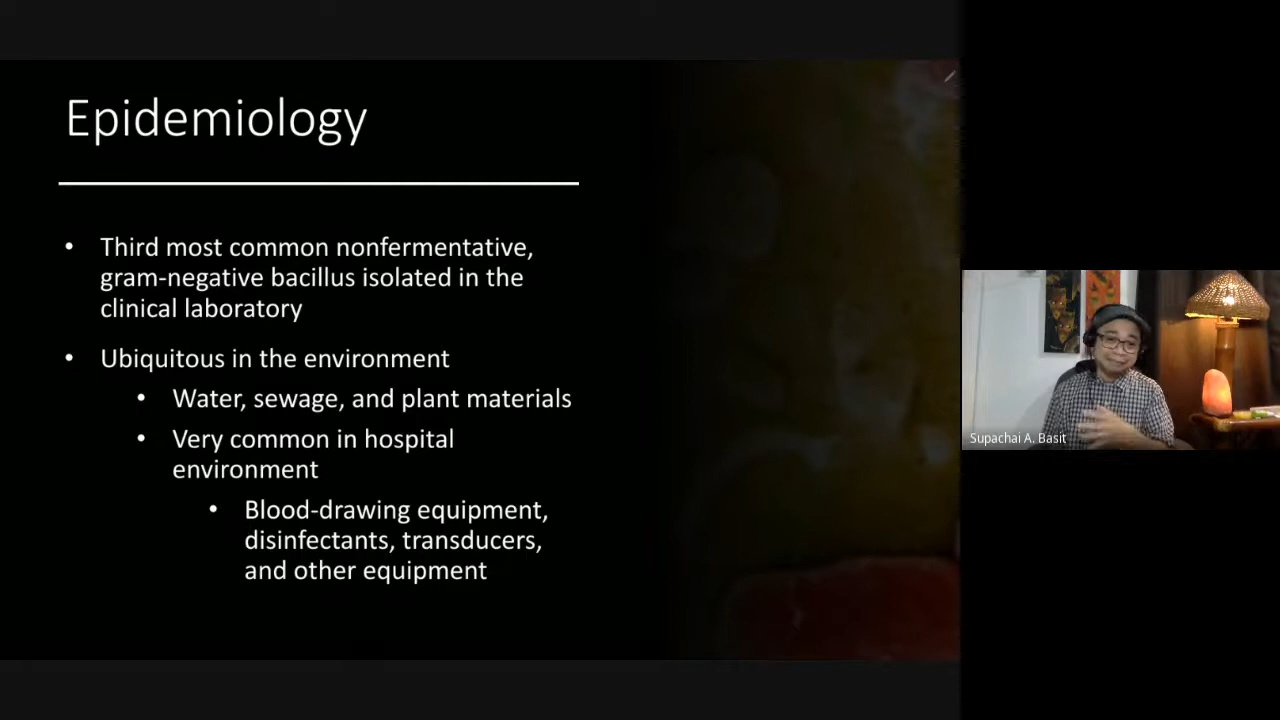 Epidemiology
• Third most common nonfermentative,
gram-negative bacillus isolated in the
clinical laboratory
• Ubiquitous in the environment
• Water, sewage, and plant materials
• Very common in hospital
environment
• Blood-drawing equipment,
disinfectants, transducers,
and other equipment
Supachai A. Basit